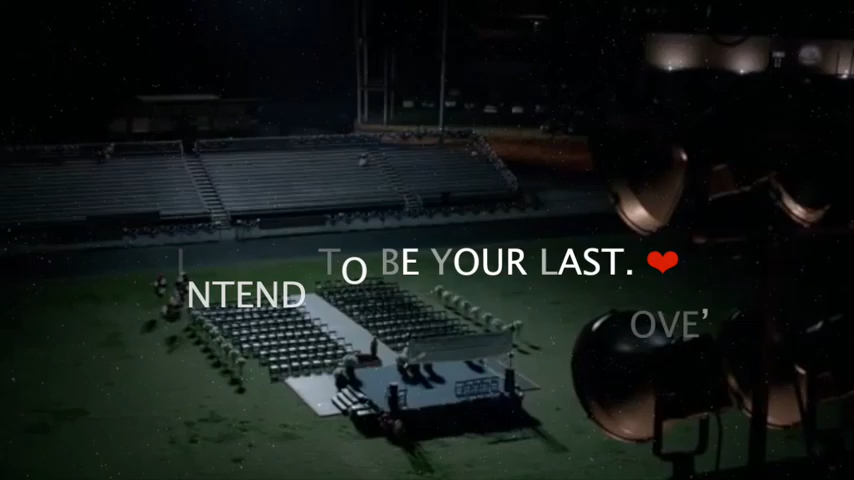 I NTEND TO BE YOUR LAST. ❤
OVE’